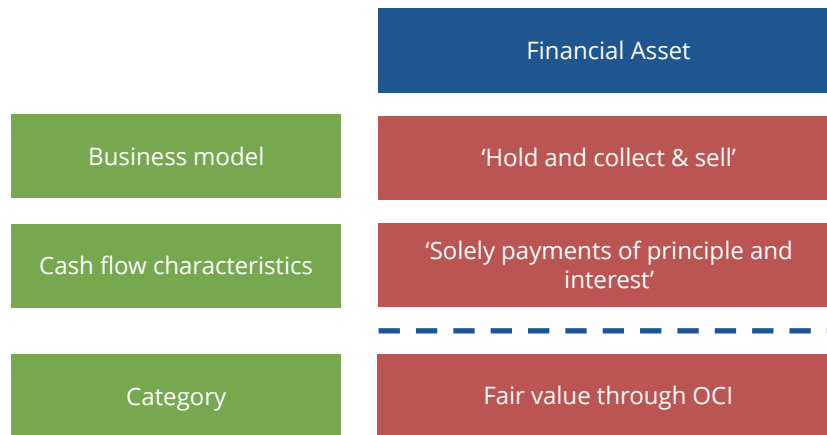 Financial Asset
Business model
‘Hold and collect & sell’
Cash flow characteristics
‘Solely payments of principle and
interest’
Category
Fair value through OCI